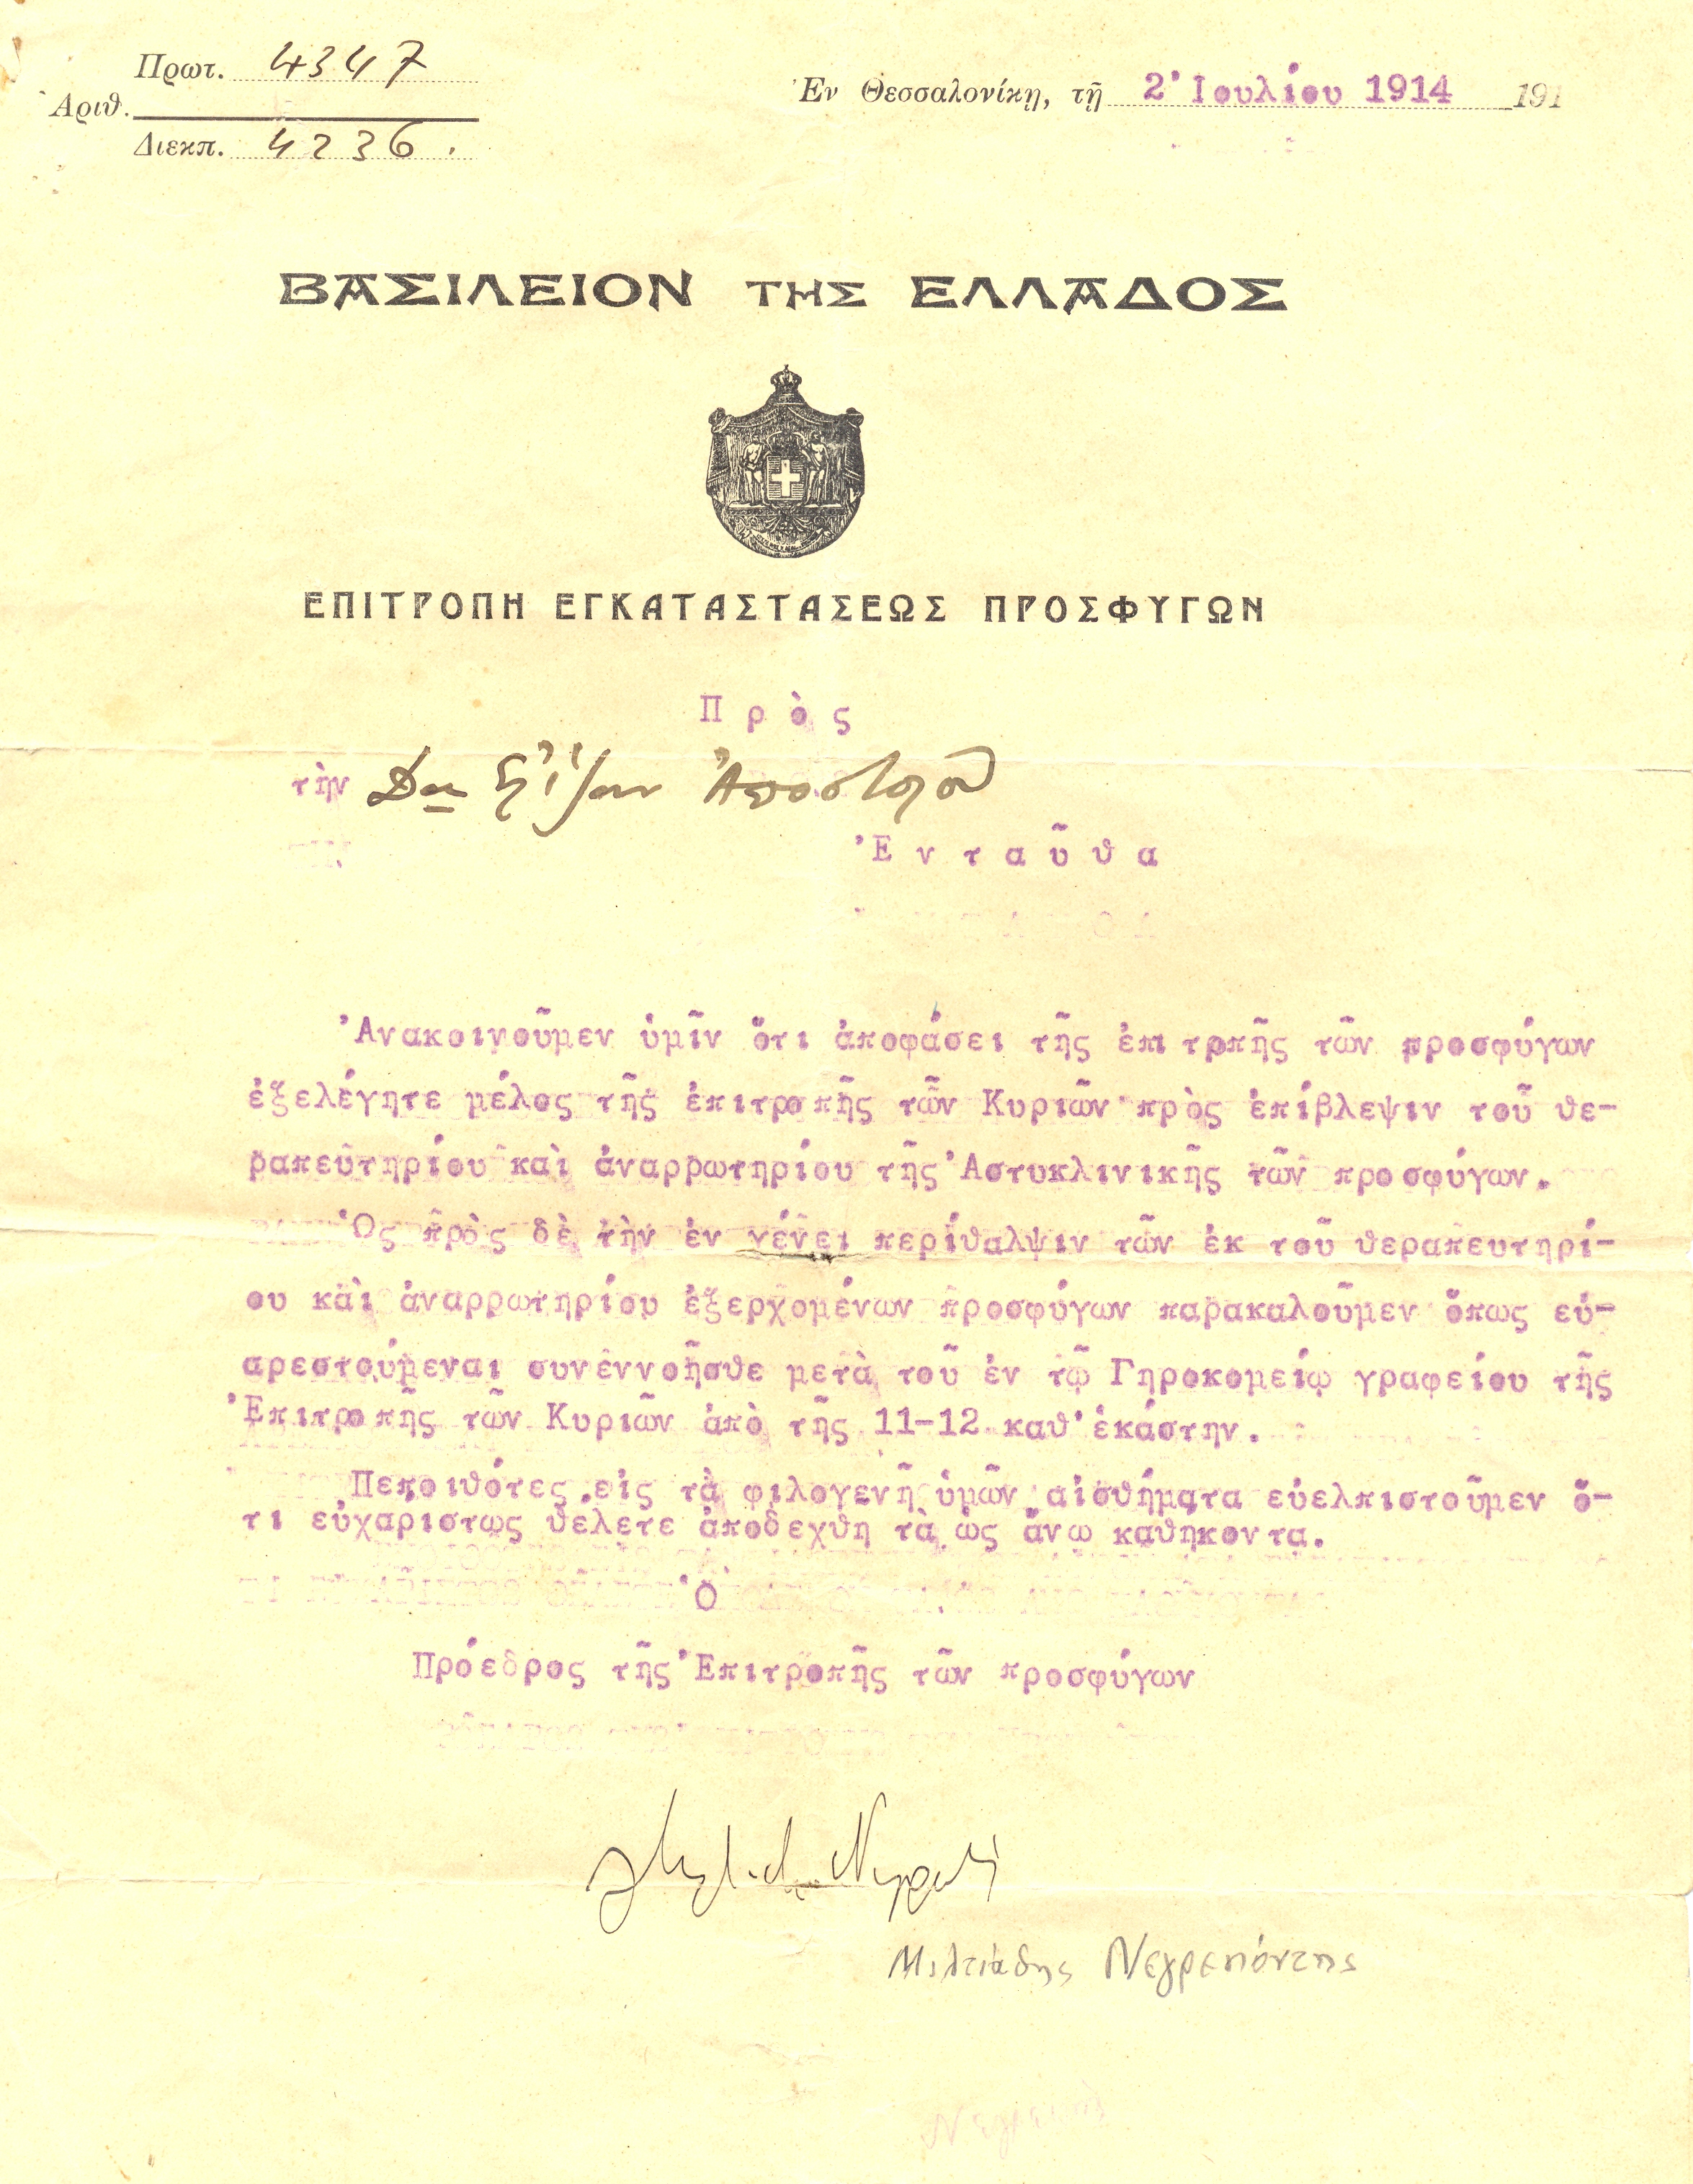 Πρωτ. 4347
Ἀριθ.
Διεκπ. 4236.
Ἐν Θεσσαλονίκῃ, τῇ 2 Ἰουλίου 1914 191
ΒΑΣΙΛΕΙΟΝ ΤΗΣ ΕΛΛΑΔΟΣ
ΕΠΙΤΡΟΠΗ ΕΓΚΑΤΑΣΤΑΣΕΩΣ ΠΡΟΣΦΥΓΩΝ
Πρὸς
τὴν Δδα Ἀποστόλου
Ἐνταῦθα
Ἀνακοινοῦμεν ὑμῖν ὅτι ἀποφάσει τῆς ἐπιτρπῆς τῶν προσφύγων
ἐξελέγητε μέλος τῆς ἐπιτροπῆς τῶν Κυριῶν πρὸς ἐπίβλεψιν τοῦ θε-
ραπευτηρίου καὶ ἀναρρωτηρίου τῆς Ἀστυκλινικῆς τῶν προσφύγων.
Ὡς πρὸς δὲ τὴν ἐν γένει περίθαλψιν τῶν ἐκ τοῦ θεραπευτηρί-
ου καὶ ἀναρρωτηρίου ἐξερχομένων προσφύγων παρακαλοῦμεν ὅπως εὐ-
αρεστούμεναι συνεννοῆσθε μετὰ τοῦ ἐν τῷ Γηροκομείῳ γραφείου τῆς
Ἐπιτροπῆς τῶν Κυριῶν ἀπὸ τῆς 11-12 καθ' ἑκάστην.
Πεποιθότες εἰς τὰ φιλογενῆ ὑμῶν αἰσθήματα εὐελπιστοῦμεν ὅ-
τι εὐχαρίστως θέλετε ἀποδεχθῆ τὰ ὡς ἄνω καθήκοντα.
Ὁ
Πρόεδρος τῆς Ἐπιτροπῆς τῶν προσφύγων
Μιλτιάδης Νεγρεπόντης